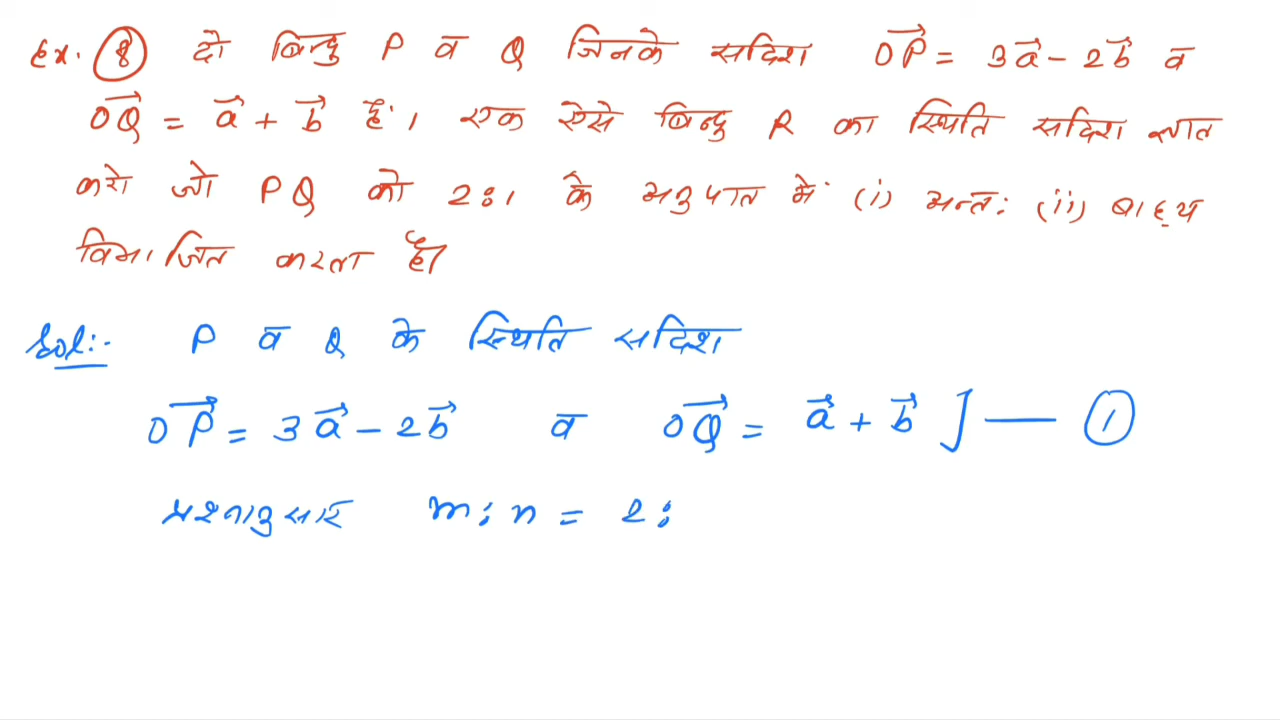 Ex. ⑧ दो बिन्दु P व Q जिनके सदिश OP⃗ = 3a⃗ - 2b⃗ व
OQ⃗ = a⃗ + b⃗ हैं। एक ऐसे बिन्दु R का स्थिति सदिश ज्ञात
करो जो PQ को 2:1 के अनुपात में (i) अन्तः (ii) बाह्य
विभाजित करता है।
Sol:- P व Q के स्थिति सदिश
OP⃗ = 3a⃗ - 2b⃗ व OQ⃗ = a⃗ + b⃗ ] — ①
प्रश्नानुसार m:n = 2: